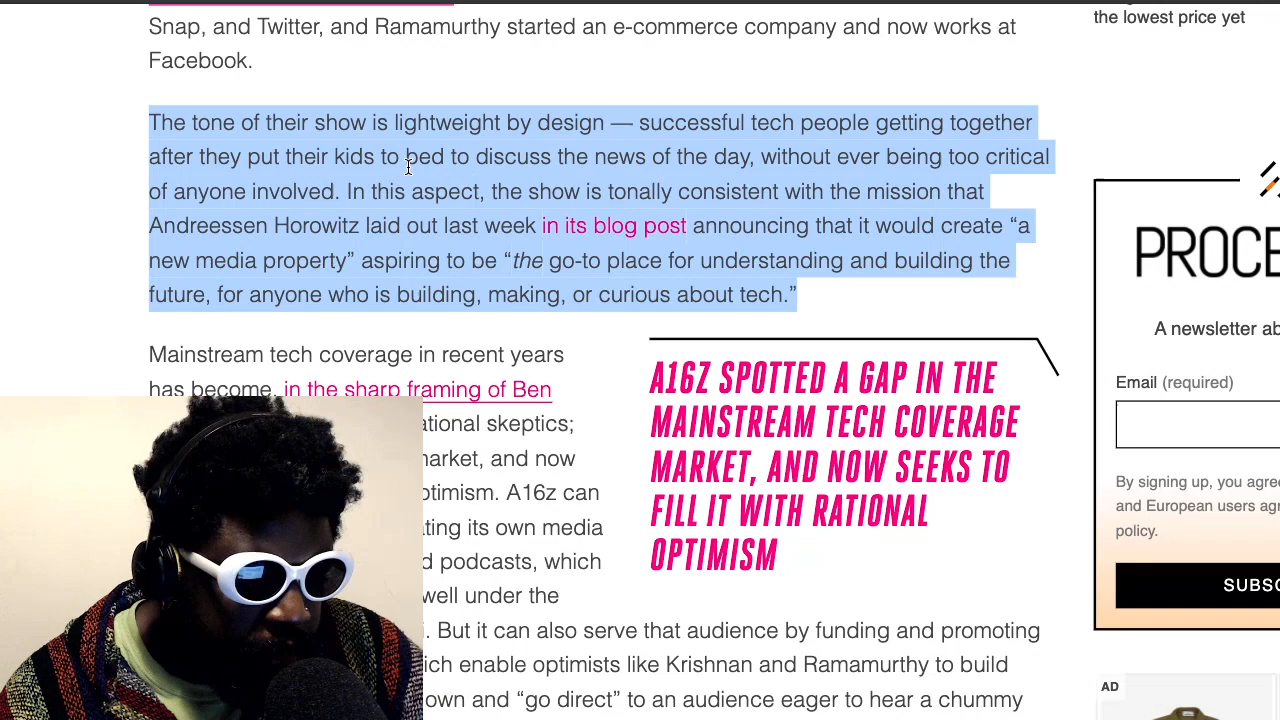 the lowest price yet
Snap, and Twitter, and Ramamurthy started an e-commerce company and now works at
Facebook.
The tone of their show is lightweight by design — successful tech people getting together
after they put their kids to bed to discuss the news of the day, without ever being too critical
of anyone involved. In this aspect, the show is tonally consistent with the mission that
Andreessen Horowitz laid out last week in its blog post announcing that it would create “a
new media property” aspiring to be “the go-to place for understanding and building the
future, for anyone who is building, making, or curious about tech.”
Mainstream tech coverage in recent years
has become, in the sharp framing of Ben
ational skeptics;
narket, and now
ptimism. A16z can
ating its own media
d podcasts, which
well under the
i. But it can also serve that audience by funding and promoting
ich enable optimists like Krishnan and Ramamurthy to build
own and “go direct” to an audience eager to hear a chummy
A16Z SPOTTED A GAP IN THE
MAINSTREAM TECH COVERAGE
MARKET, AND NOW SEEKS TO
FILL IT WITH RATIONAL
OPTIMISM
PROCE
A newsletter ab
Email (required)
By signing up, you agre
and European users agr
policy.
SUBSC
AD